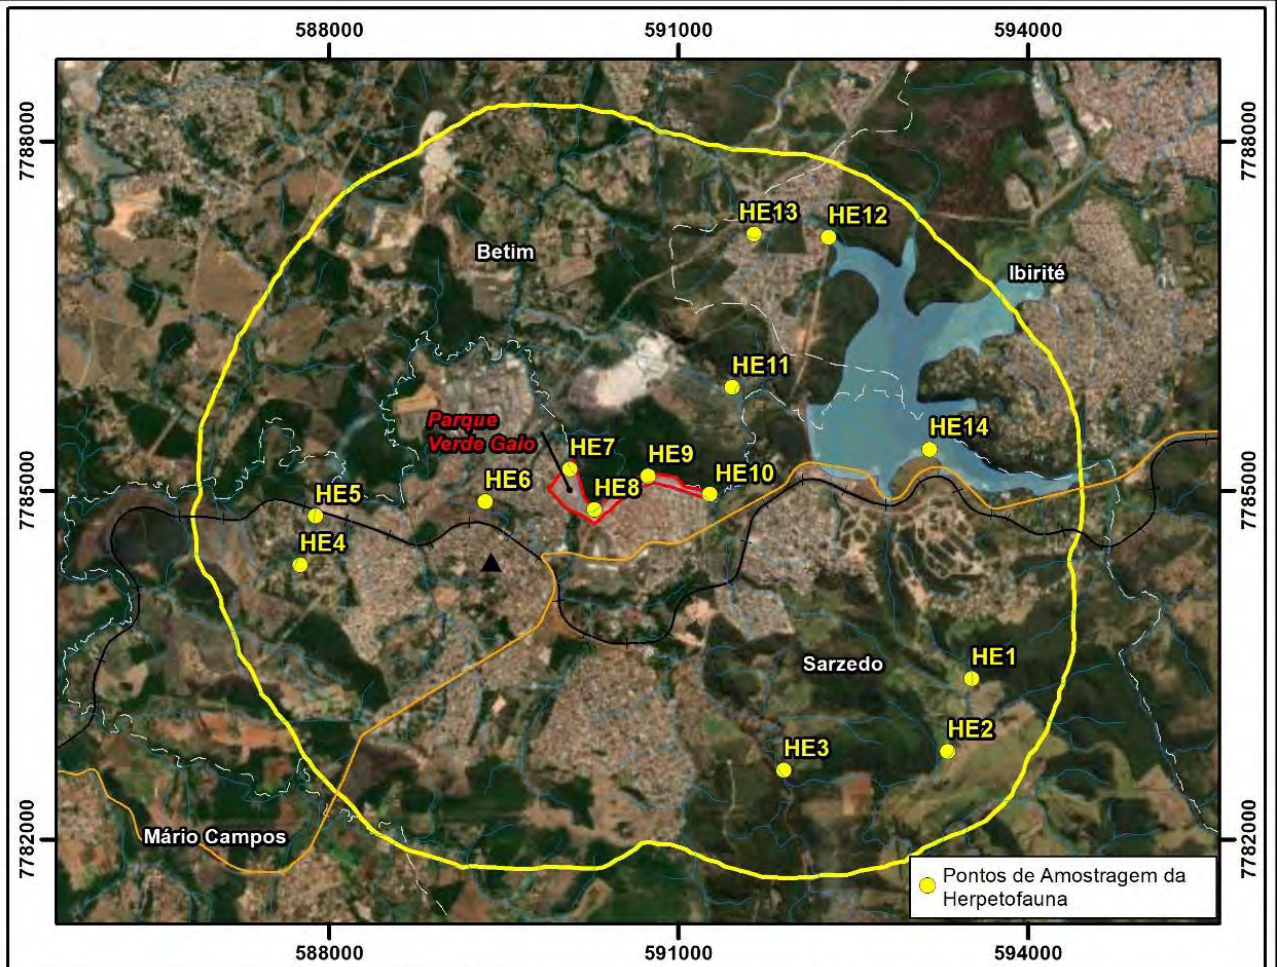 588000
591000
594000
7788000
7788000
HE13
HE12
Betim
Ibirité
HE11
Parque
Verde Gaio
HE14
HE7
HE9
HE10
HE6
HE8
7785000
7785000
HE5
HE4
Sarzedo
HE1
HE2
HE3
7782000
7782000
Mário Campos
Pontos de Amostragem da
Herpetofauna
588000
591000
594000